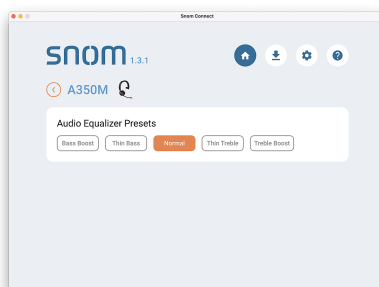 Snom Connect
snom 1.3.1
A350M
Audio Equalizer Presets
Bass Boost Thin Bass Normal Thin Treble Treble Boost